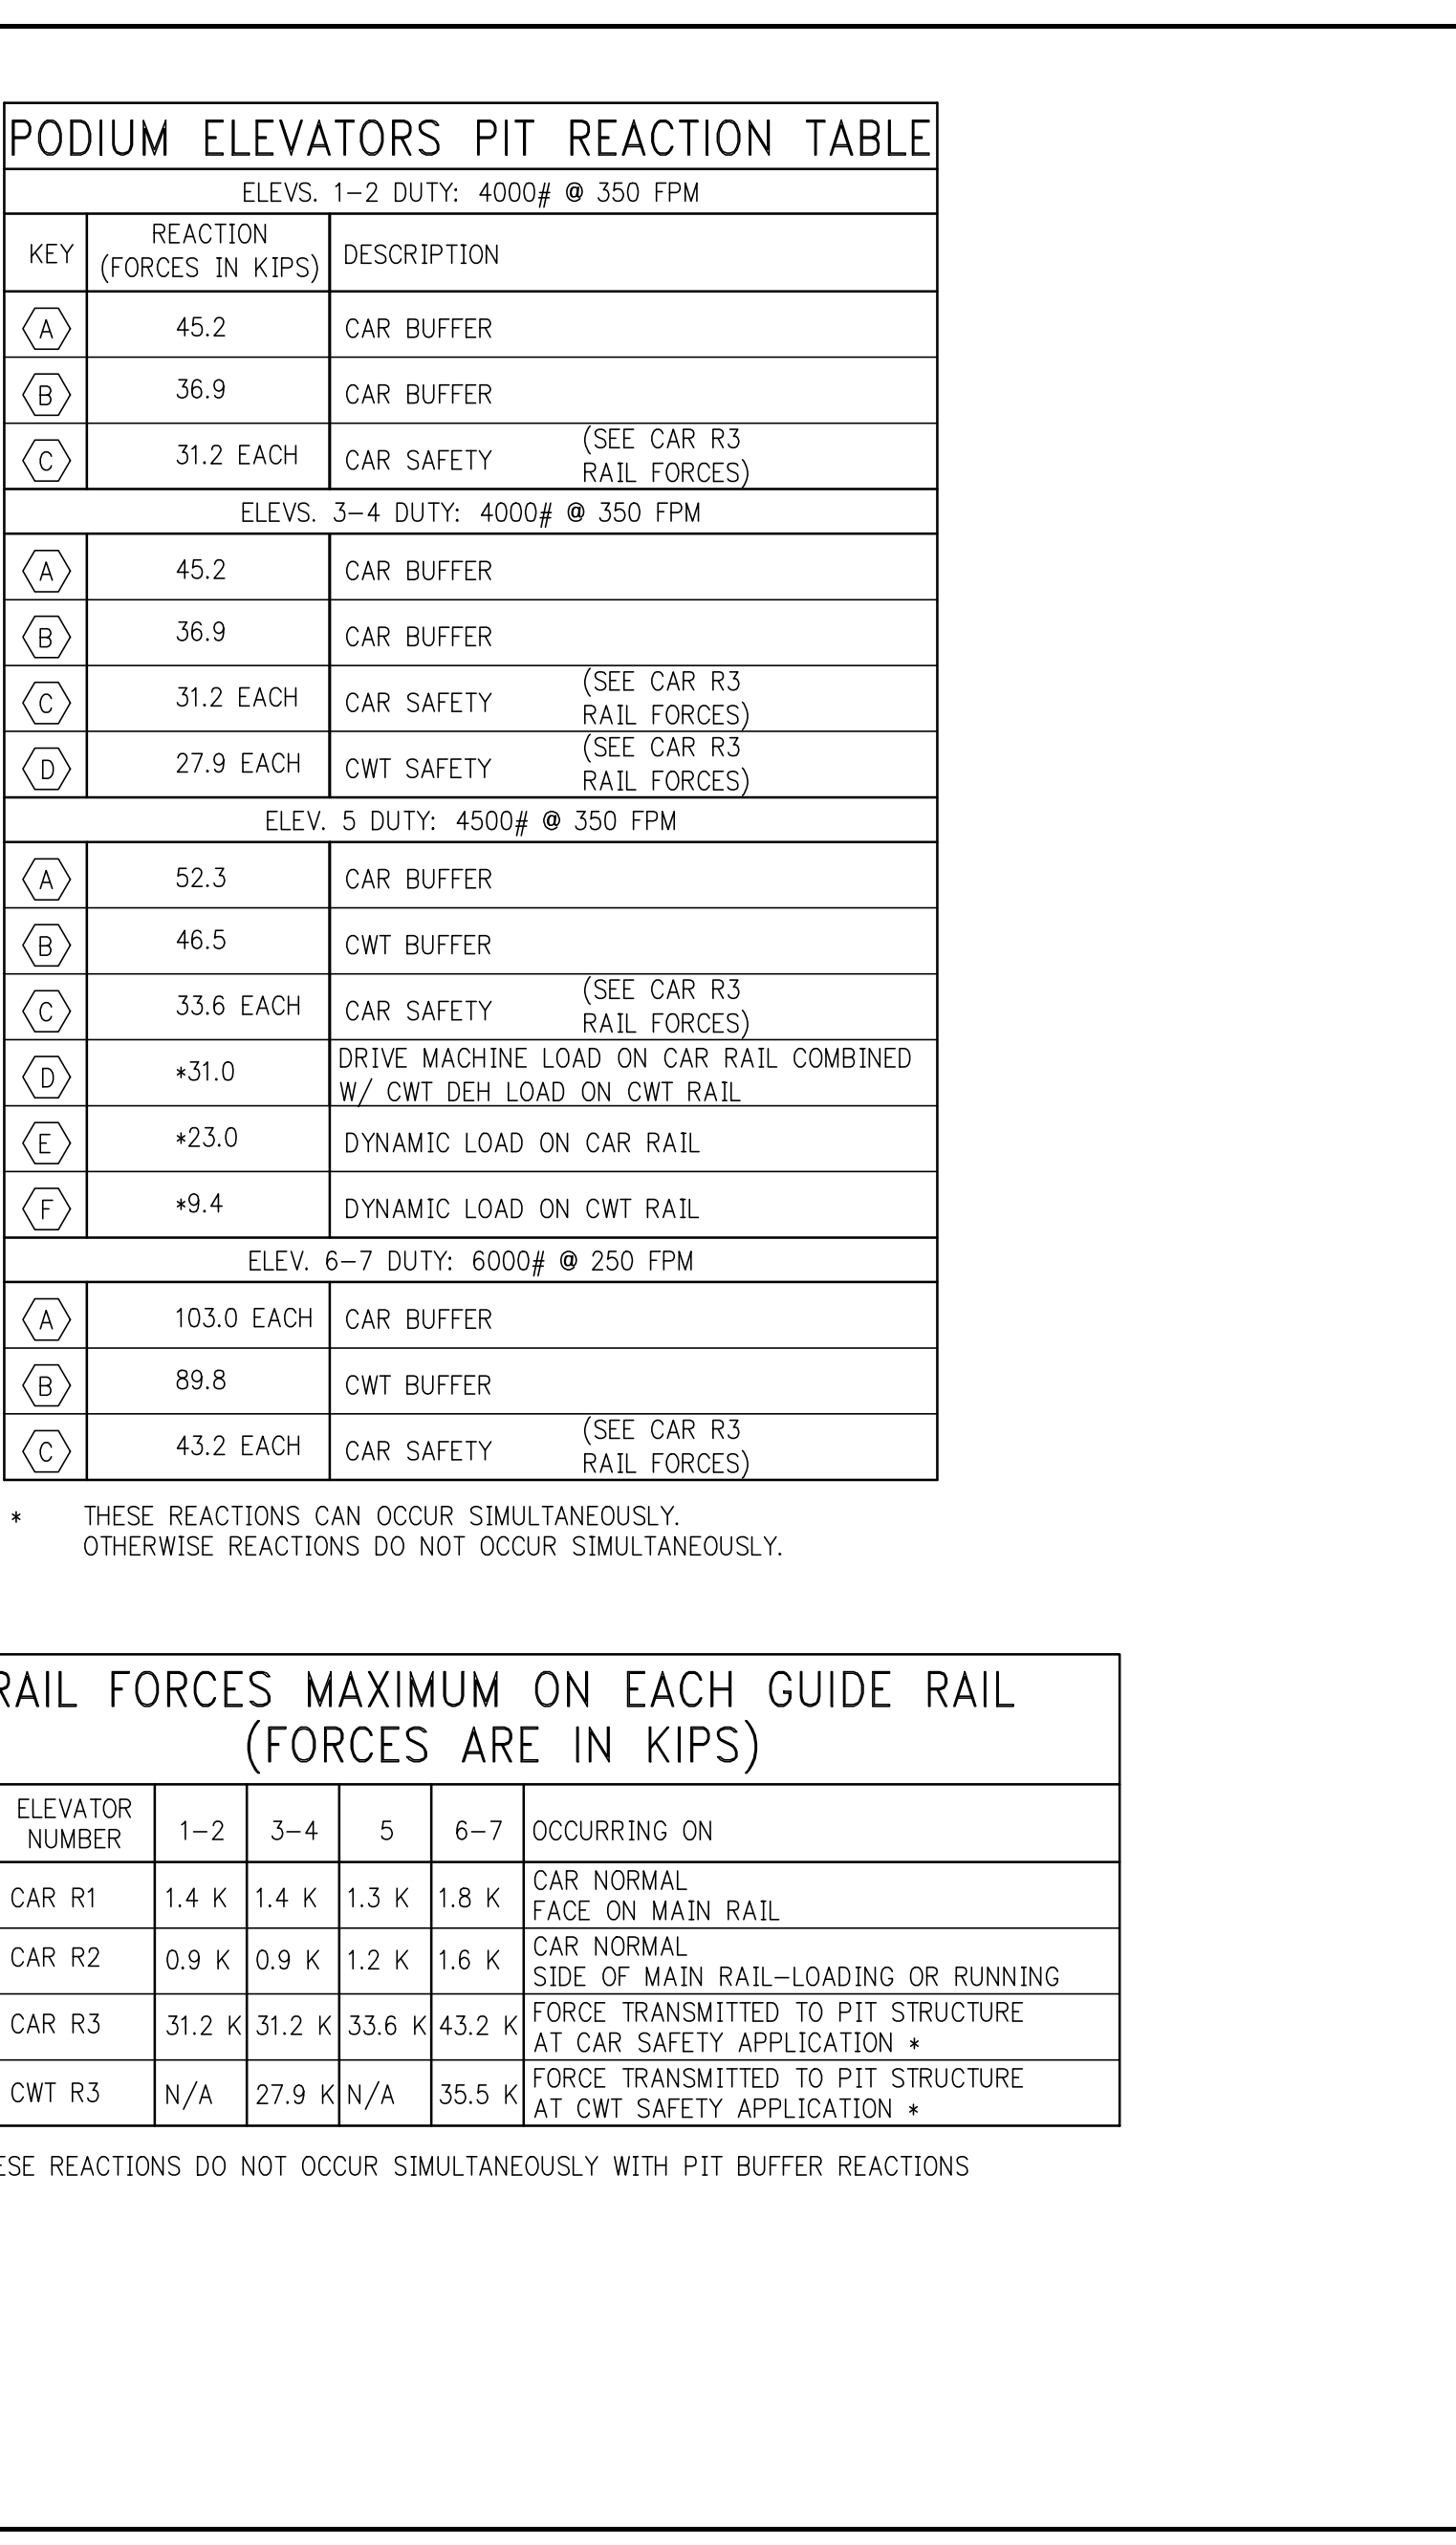 PODIUM ELEVATORS PIT REACTION TABLE
ELEVS. 1-2 DUTY: 4000# @ 350 FPM
KEY
REACTION
(FORCES IN KIPS)
DESCRIPTION
A 45.2 CAR BUFFER
B 36.9 CAR BUFFER
C 31.2 EACH CAR SAFETY (SEE CAR R3
RAIL FORCES)
ELEVS. 3-4 DUTY: 4000# @ 350 FPM
A 45.2 CAR BUFFER
B 36.9 CAR BUFFER
C 31.2 EACH CAR SAFETY (SEE CAR R3
RAIL FORCES)
D 27.9 EACH CWT SAFETY (SEE CAR R3
RAIL FORCES)
ELEV. 5 DUTY: 4500# @ 350 FPM
A 52.3 CAR BUFFER
B 46.5 CWT BUFFER
C 33.6 EACH CAR SAFETY (SEE CAR R3
RAIL FORCES)
D *31.0 DRIVE MACHINE LOAD ON CAR RAIL COMBINED
W/ CWT DEH LOAD ON CWT RAIL
E *23.0 DYNAMIC LOAD ON CAR RAIL
F *9.4 DYNAMIC LOAD ON CWT RAIL
ELEV. 6-7 DUTY: 6000# @ 250 FPM
A 103.0 EACH CAR BUFFER
B 89.8 CWT BUFFER
C 43.2 EACH CAR SAFETY (SEE CAR R3
RAIL FORCES)
* THESE REACTIONS CAN OCCUR SIMULTANEOUSLY.
OTHERWISE REACTIONS DO NOT OCCUR SIMULTANEOUSLY.
RAIL FORCES MAXIMUM ON EACH GUIDE RAIL
(FORCES ARE IN KIPS)
ELEVATOR
NUMBER
1-2 3-4 5 6-7 OCCURRING ON
CAR R1 1.4 K 1.4 K 1.3 K 1.8 K CAR NORMAL
FACE ON MAIN RAIL
CAR R2 0.9 K 0.9 K 1.2 K 1.6 K CAR NORMAL
SIDE OF MAIN RAIL-LOADING OR RUNNING
CAR R3 31.2 K 31.2 K 33.6 K 43.2 K FORCE TRANSMITTED TO PIT STRUCTURE
AT CAR SAFETY APPLICATION *
CWT R3 N/A 27.9 K N/A 35.5 K FORCE TRANSMITTED TO PIT STRUCTURE
AT CWT SAFETY APPLICATION *
REACTIONS DO NOT OCCUR SIMULTANEOUSLY WITH PIT BUFFER REACTIONS